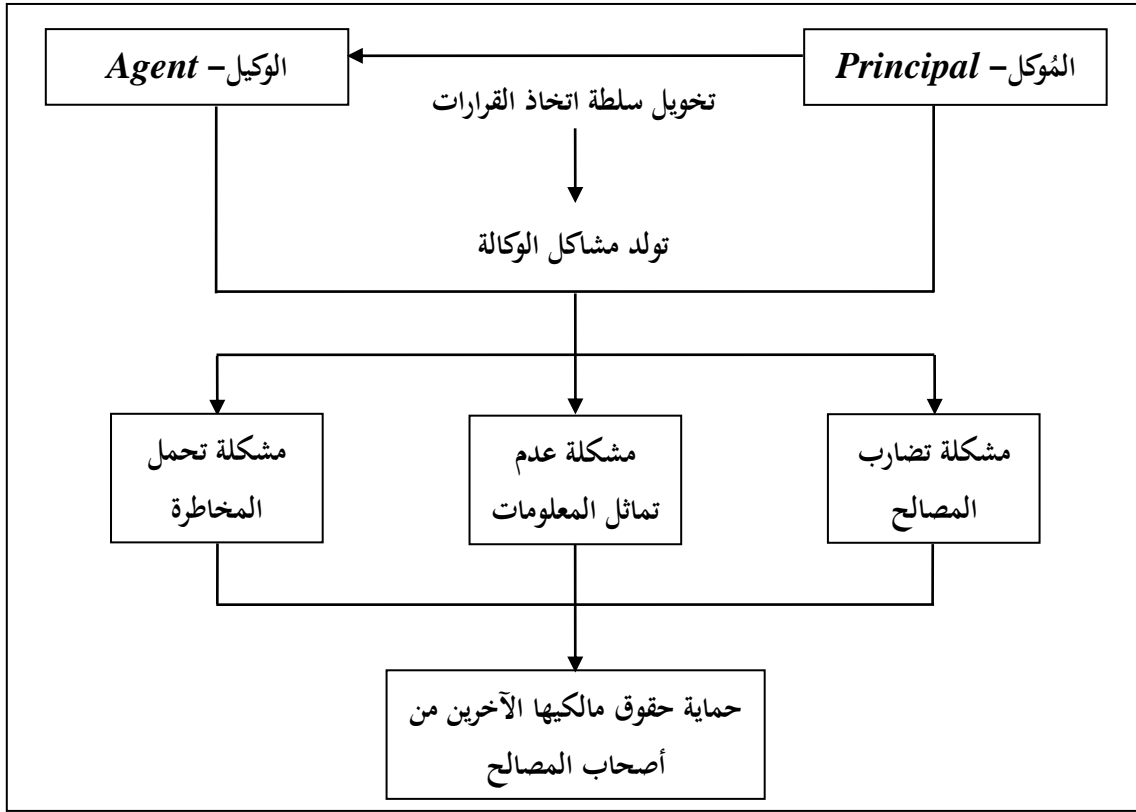 المُوكل – Principal
الوكيل – Agent
تخويل سلطة اتخاذ القرارات
تولد مشاكل الوكالة
مشكلة تضارب
المصالح
مشكلة عدم
تماثل المعلومات
مشكلة تحمل
المخاطرة
حماية حقوق مالكيها الآخرين من
أصحاب المصالح